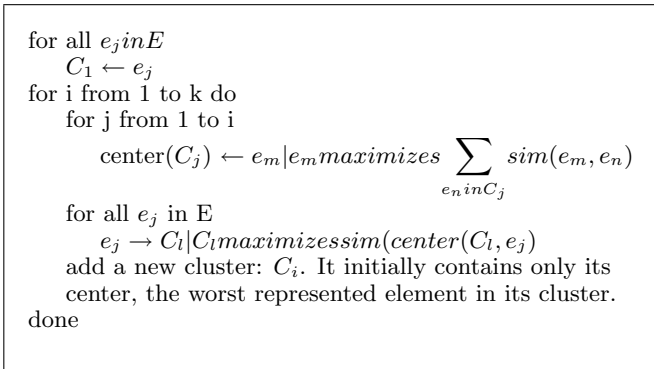 for all e_j inE
C_1 ← e_j
for i from 1 to k do
for j from 1 to i
center(C_j) ← e_m|e_m maximizes ∑_{e_n inC_j} sim(e_m, e_n)
for all e_j in E
e_j → C_l|C_l maximizessim(center(C_l, e_j)
add a new cluster: C_i. It initially contains only its
center, the worst represented element in its cluster.
done